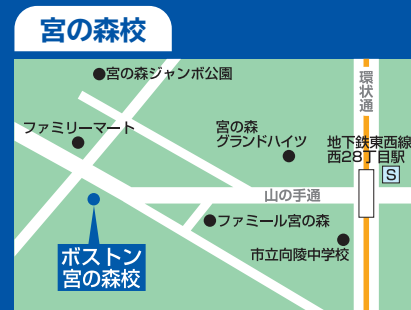 宮の森校
宮の森ジャンボ公園
環状通
ファミリーマート
宮の森
グランドハイツ
地下鉄東西線
西28丁目駅
S
山の手通
ファミール宮の森
市立向陵中学校
ボストン
宮の森校